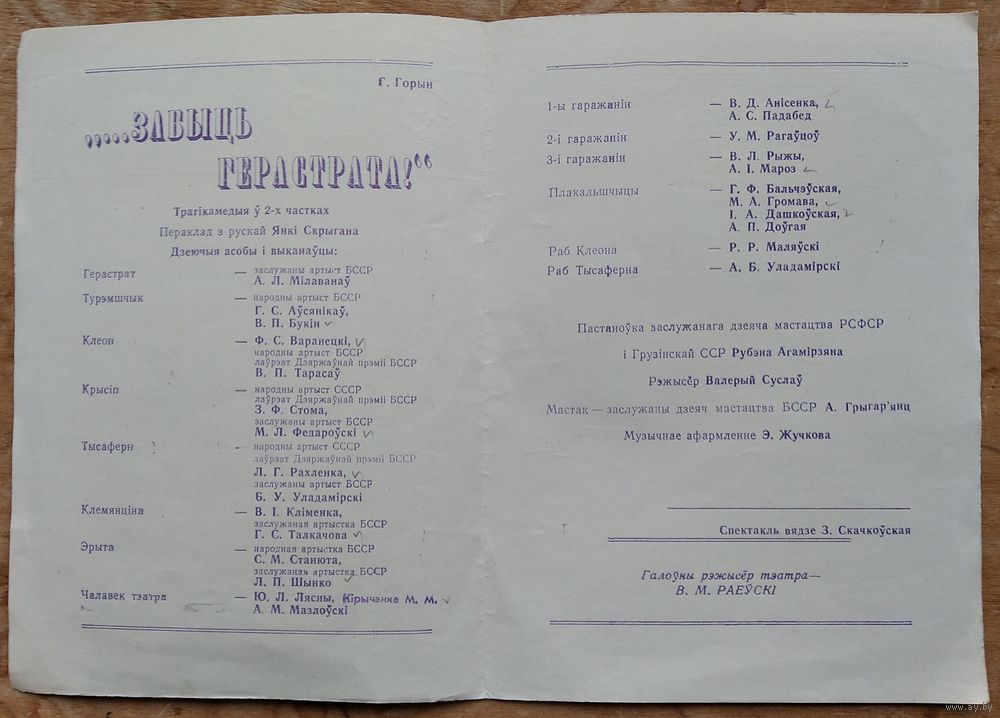 Г. Горын
„.....ЗАБЫЦЬ
ГЕРАСТРАТА!“
Трагікамедыя ў 2-х частках
Пераклад з рускай Янкі Скрыгана
Дзеючыя асобы і выканаўцы:
Герастрат — заслужаны артыст БССР
А. Л. Мілаванаў
Турэмшчык — народны артыст БССР
Г. С. Аўсянікаў,
В. П. Букін
Клеон — Ф. С. Варанецкі,
народны артыст БССР
лаўрэат Дзяржаўнай прэміі БССР
В. П. Тарасаў
Крысіп — народны артыст СССР
лаўрэат Дзяржаўнай прэміі БССР
З. Ф. Стома,
заслужаны артыст БССР
М. Л. Федароўскі
Тысаферн — народны артыст СССР
лаўрэат Дзяржаўнай прэміі БССР
Л. Г. Рахленка,
заслужаны артыст БССР
Б. У. Уладамірскі
Клемянціна — В. І. Кліменка,
заслужаная артыстка БССР
Г. С. Талкачова
Эрыта — народная артыстка БССР
С. М. Станюта,
заслужаная артыстка БССР
Л. П. Шынко
Чалавек тэатра — Ю. Л. Лясны, Кірычэнка М. М.
А. М. Мазлоўскі
1-ы гаражанін — В. Д. Анісенка,
А. С. Падабед
2-і гаражанін — У. М. Рагаўцоў
3-і гаражанін — В. Л. Рыжы,
А. І. Мароз
Плакальшчыцы — Г. Ф. Бальчэўская,
М. А. Громава,
І. А. Дашкоўская,
А. П. Доўгая
Раб Клеона — Р. Р. Маляўскі
Раб Тысаферна — А. Б. Уладамірскі
Пастаноўка заслужанага дзеяча мастацтва РСФСР
і Грузінскай ССР Рубэна Агамірзяна
Рэжысёр Валерый Суслаў
Мастак — заслужаны дзеяч мастацтва БССР А. Грыгар'янц
Музычнае афармленне Э. Жучкова
Спектакль вядзе З. Скачкоўская
Галоўны рэжысёр тэатра—
В. М. РАЕЎСКІ
www.ay.by